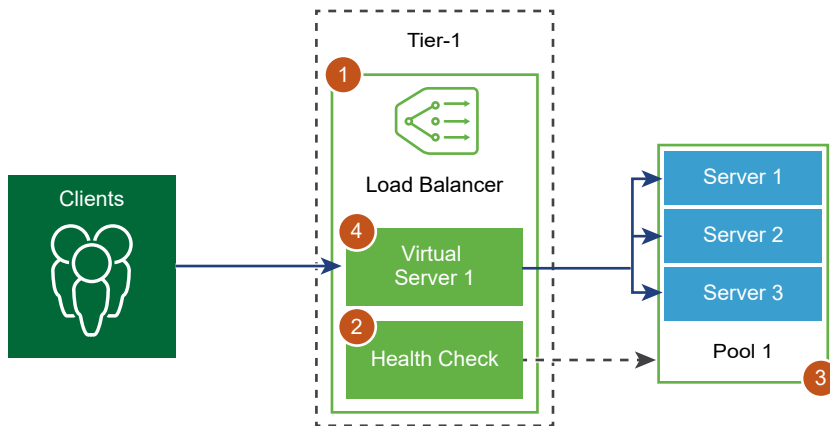 Tier-1
1
Load Balancer
Clients
4
Virtual
Server 1
2
Health Check
Server 1
Server 2
Server 3
Pool 1
3